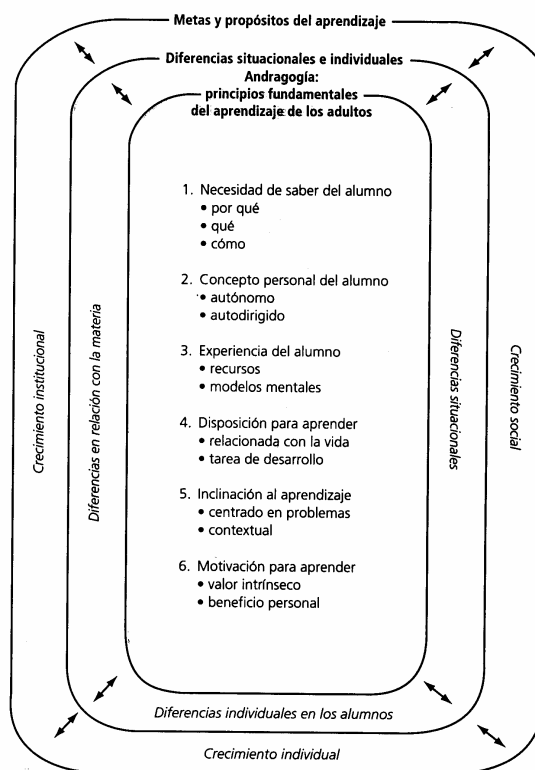 Metas y propósitos del aprendizaje
Diferencias situacionales e individuales
Andragogía:
principios fundamentales
del aprendizaje de los adultos
1. Necesidad de saber del alumno
• por qué
• qué
• cómo
2. Concepto personal del alumno
• autónomo
• autodirigido
3. Experiencia del alumno
• recursos
• modelos mentales
4. Disposición para aprender
• relacionada con la vida
• tarea de desarrollo
5. Inclinación al aprendizaje
• centrado en problemas
• contextual
6. Motivación para aprender
• valor intrínseco
• beneficio personal
Crecimiento institucional
Diferencias en relación con la materia
Diferencias situacionales
Crecimiento social
Diferencias individuales en los alumnos
Crecimiento individual